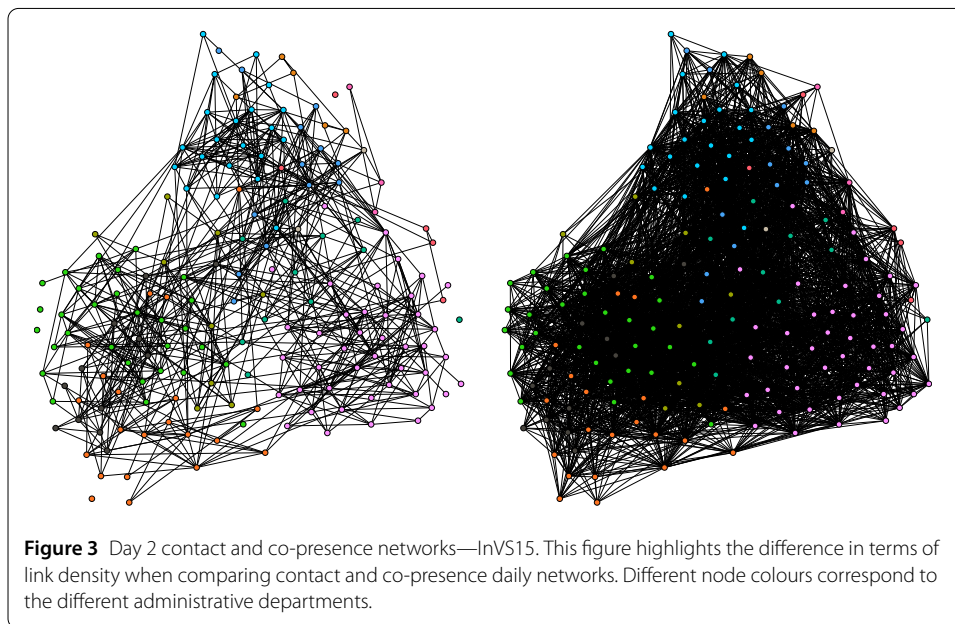 Figure 3 Day 2 contact and co-presence networks—InVS15. This figure highlights the difference in terms of
link density when comparing contact and co-presence daily networks. Different node colours correspond to
the different administrative departments.